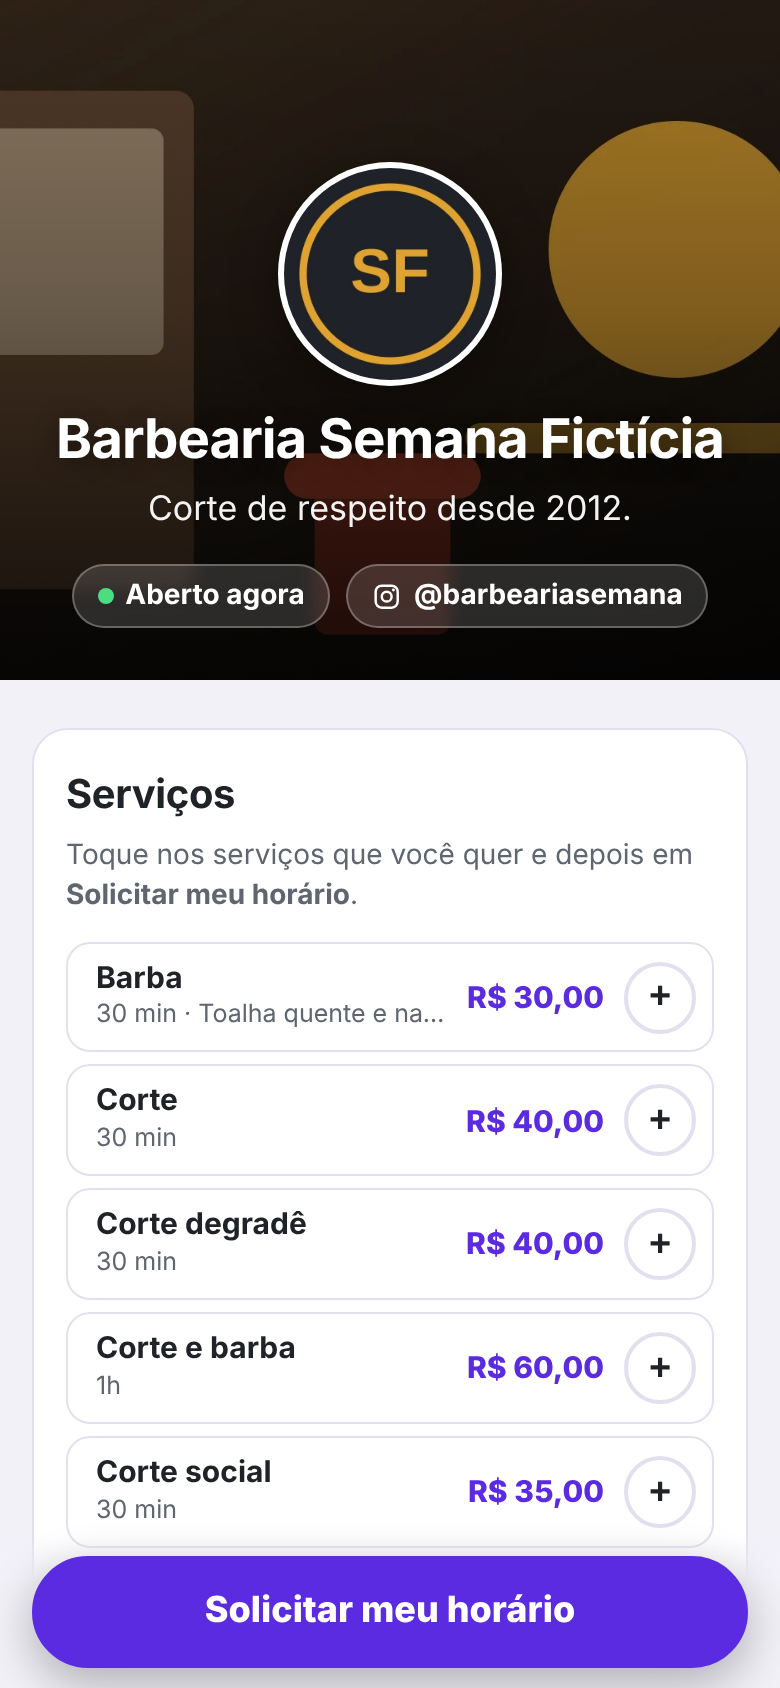 SF
Barbearia Semana Fictícia
Corte de respeito desde 2012.
Aberto agora
@barbeariasemana
Serviços
Toque nos serviços que você quer e depois em
Solicitar meu horário.
Barba
30 min · Toalha quente e na...
R$ 30,00
+
Corte
30 min
R$ 40,00
+
Corte degradê
30 min
R$ 40,00
+
Corte e barba
1h
R$ 60,00
+
Corte social
30 min
R$ 35,00
+
Solicitar meu horário